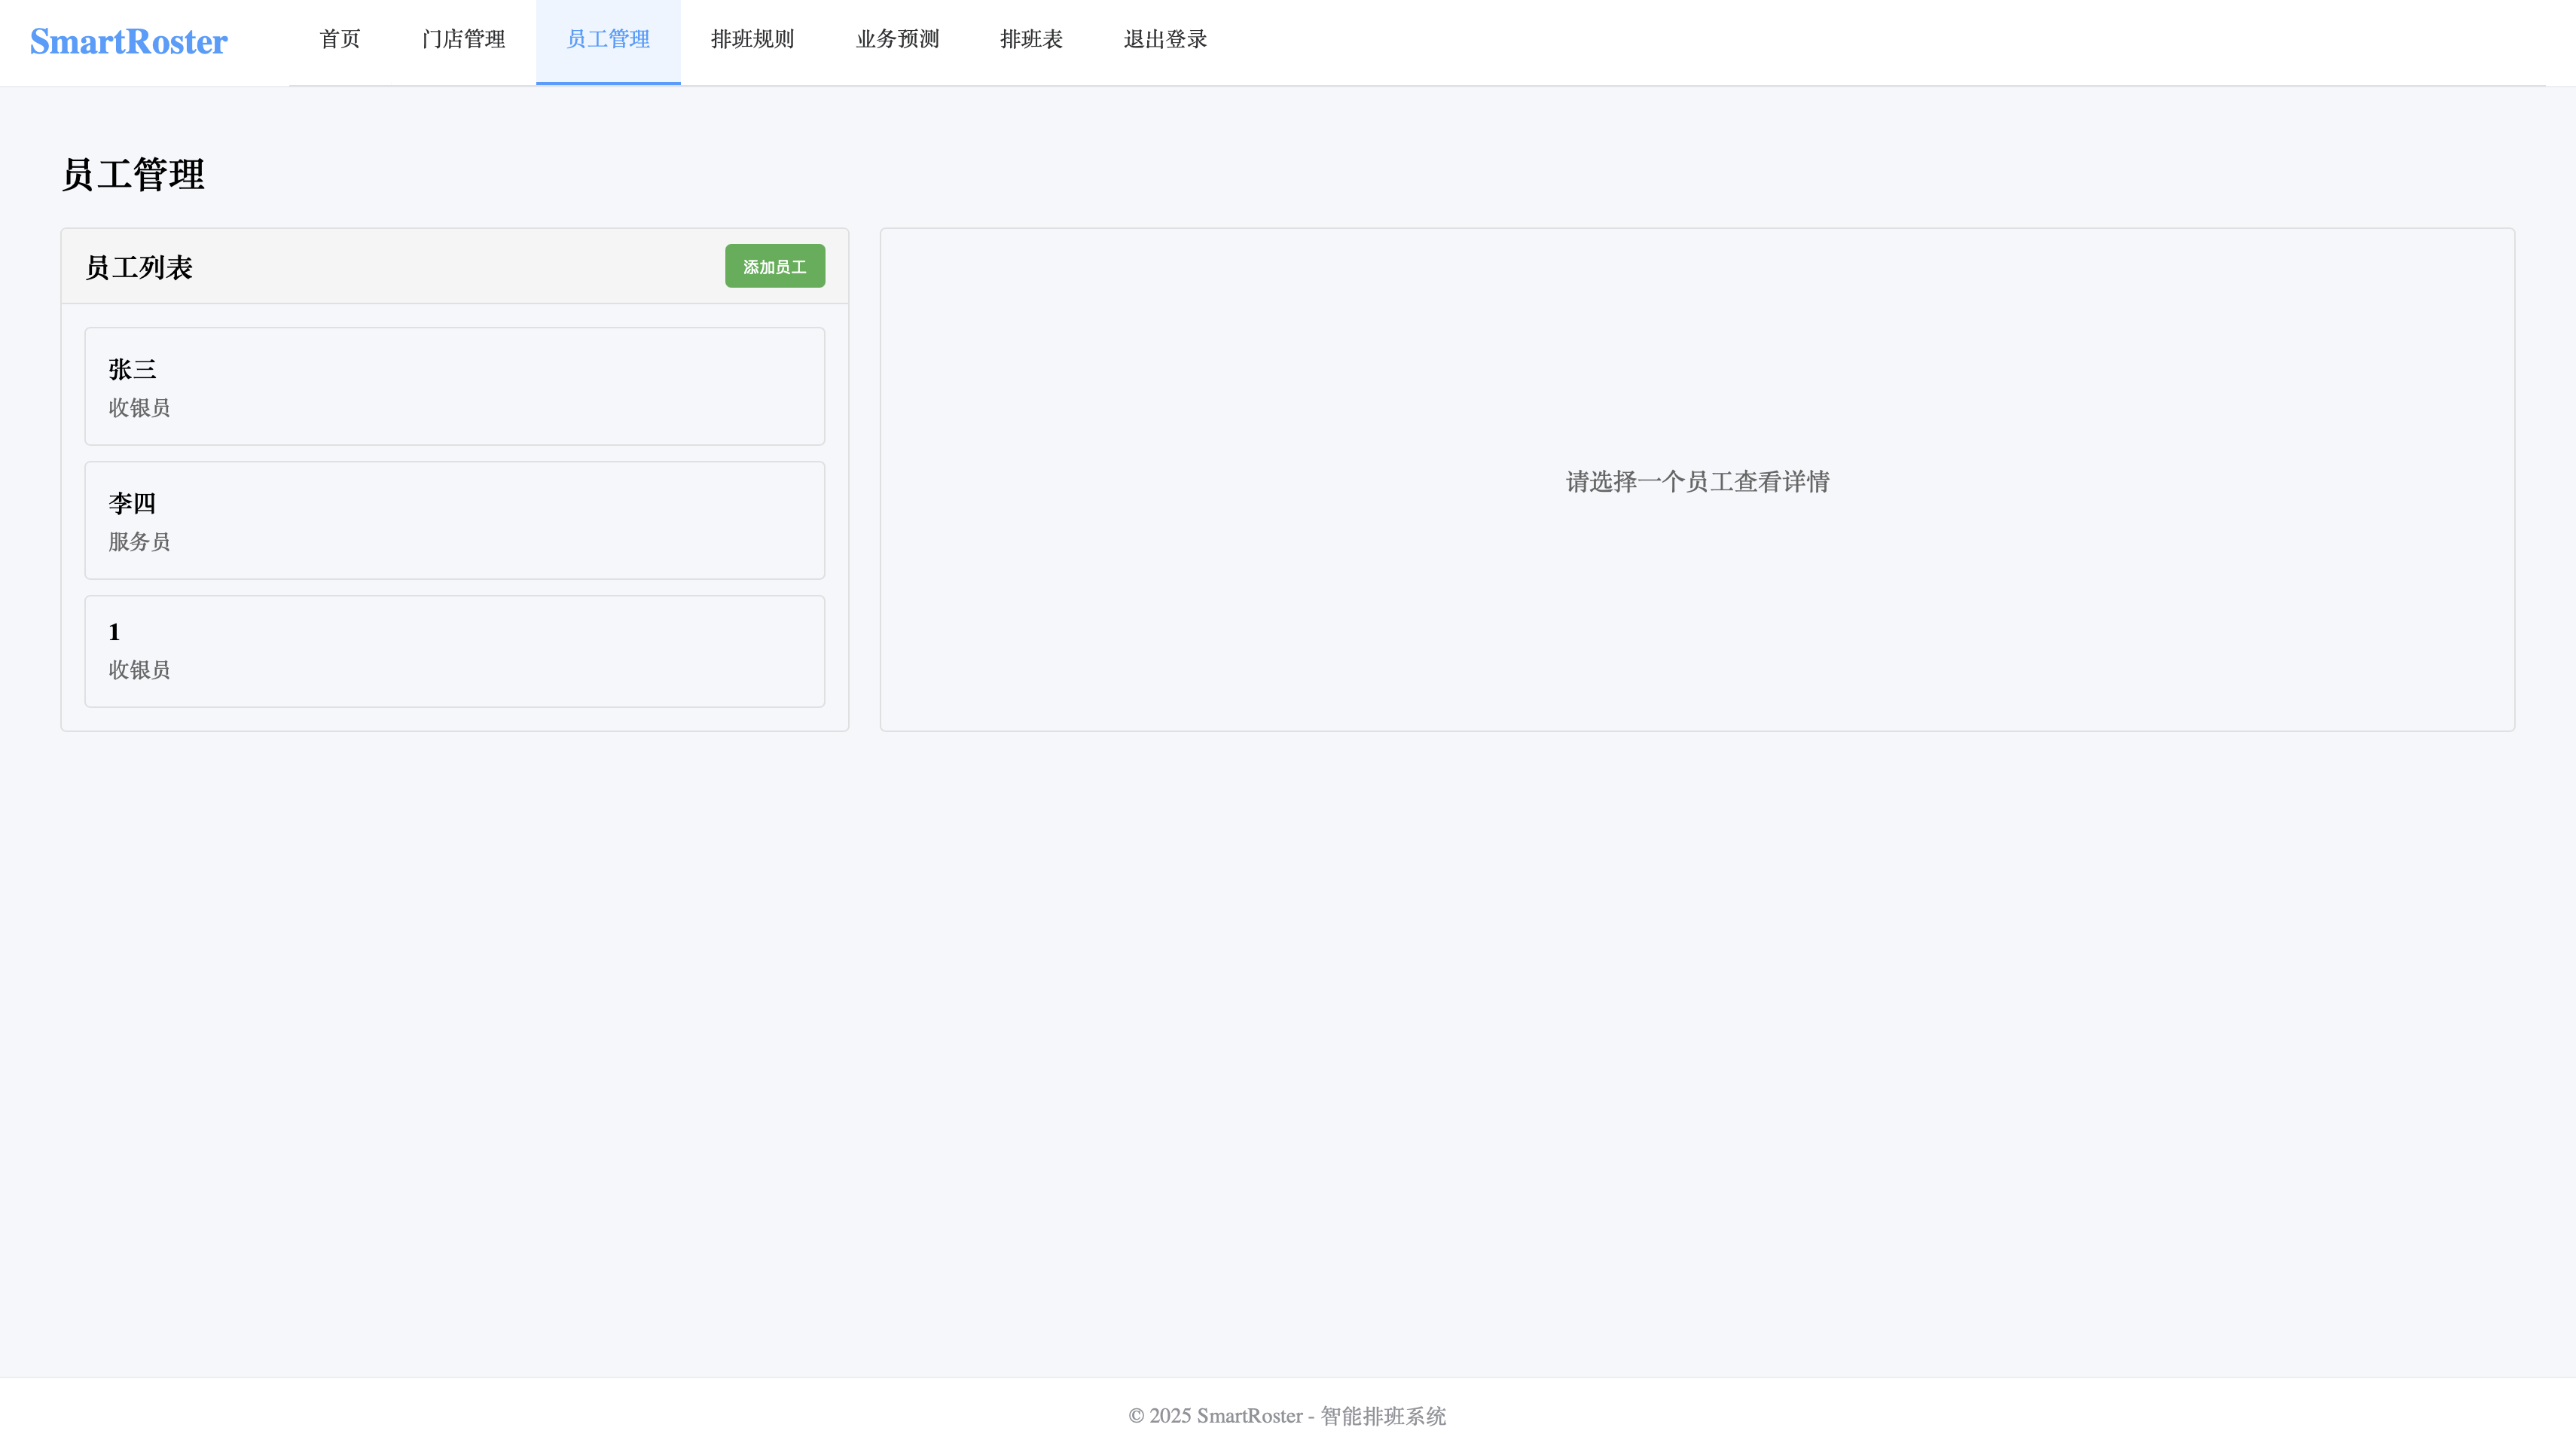 SmartRoster 首页 门店管理 员工管理 排班规则 业务预测 排班表 退出登录
员工管理
员工列表 添加员工
张三
收银员
李四
服务员
1
收银员
请选择一个员工查看详情
© 2025 SmartRoster - 智能排班系统